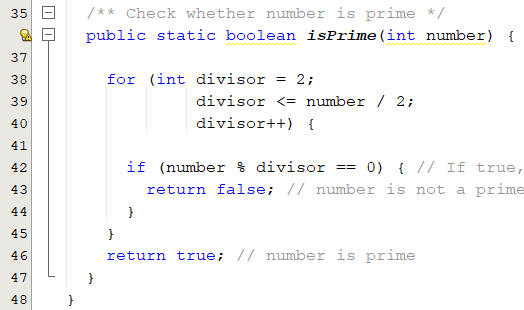 35 /** Check whether number is prime */
public static boolean isPrime(int number) {
37
38 for (int divisor = 2;
39 divisor <= number / 2;
40 divisor++) {
41
42 if (number % divisor == 0) { // If true,
43 return false; // number is not a prime
44 }
45 }
46 return true; // number is prime
47 }
48 }